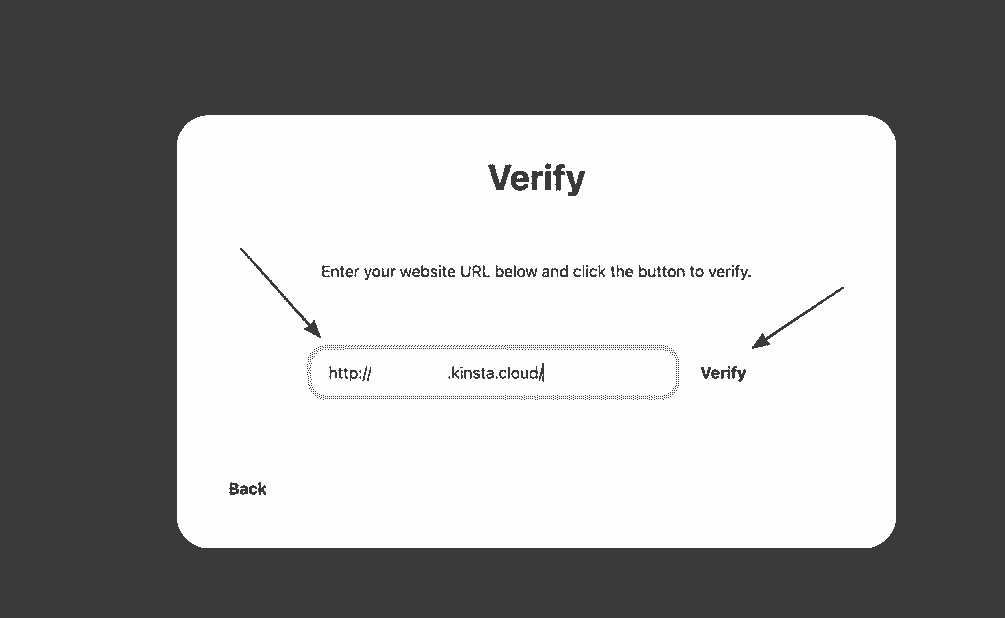 Verify
Enter your website URL below and click the button to verify.
http:// .kinsta.cloud/
Verify
Back